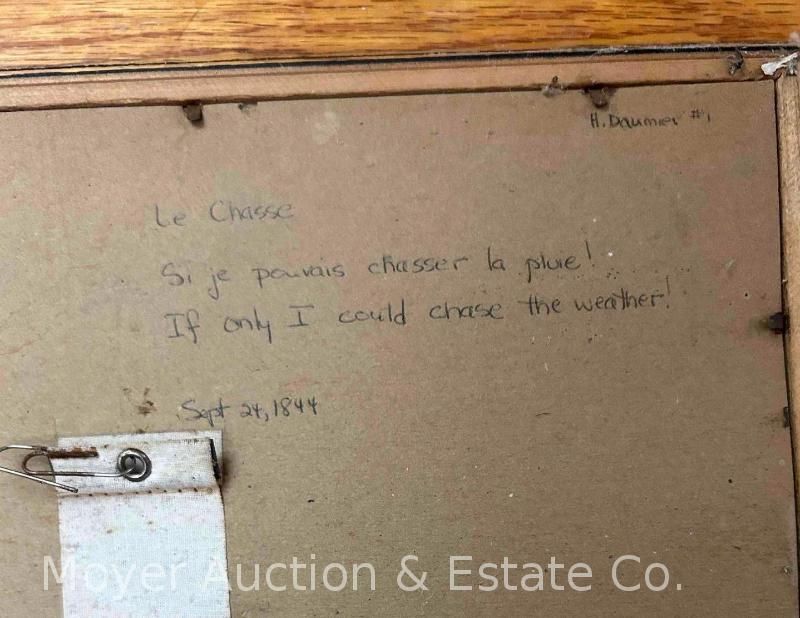 H. Daumier #1
Le Chasse
Si je pouvais chasser la pluie!
If only I could chase the weather!
Sept 24, 1844
Moyer Auction & Estate Co.